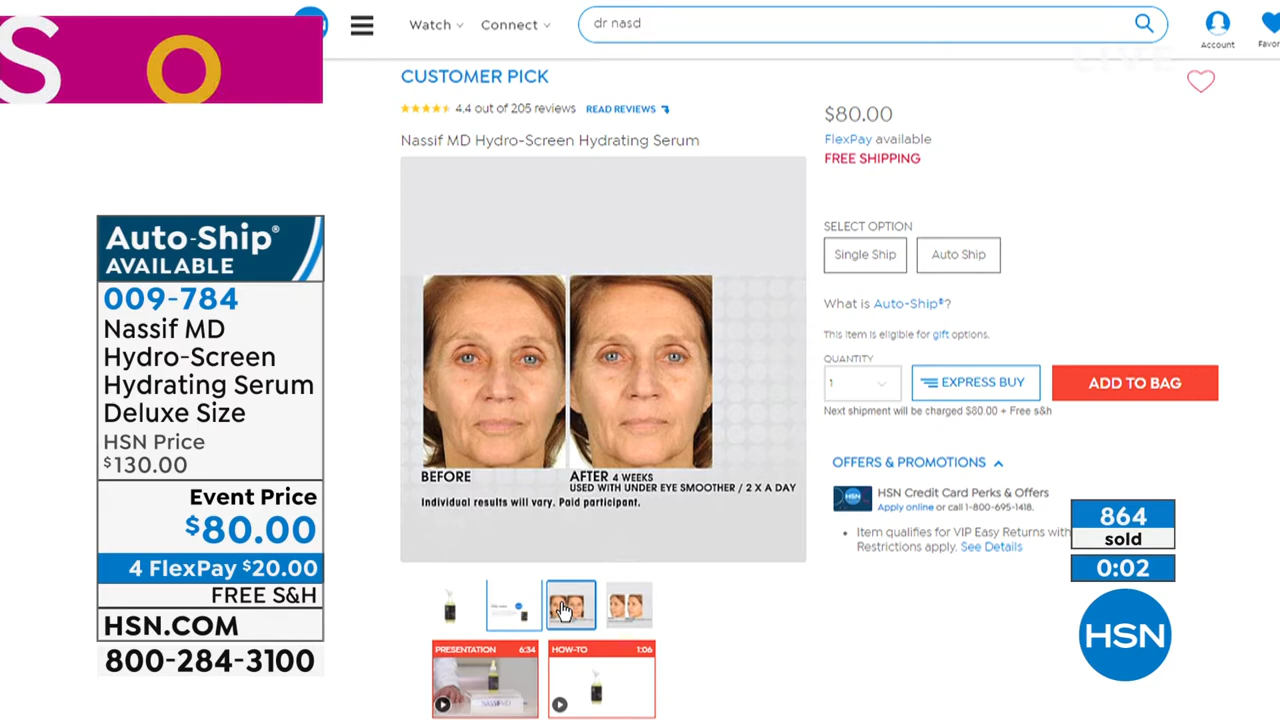 S O
Watch
Connect
dr nasd
Account
Favor
LIVE
CUSTOMER PICK
4.4 out of 205 reviews READ REVIEWS
Nassif MD Hydro-Screen Hydrating Serum
$80.00
FlexPay available
FREE SHIPPING
SELECT OPTION
Single Ship
Auto Ship
What is Auto-Ship®?
This item is eligible for gift options.
QUANTITY
1
EXPRESS BUY
ADD TO BAG
Next shipment will be charged $80.00 + Free s&h
OFFERS & PROMOTIONS
HSN
HSN Credit Card Perks & Offers
Apply online or call 1-800-695-1418.
• Item qualifies for VIP Easy Returns with
Restrictions apply. See Details
BEFORE
AFTER 4 WEEKS
USED WITH UNDER EYE SMOOTHER / 2 X A DAY
Individual results will vary. Paid participant.
PRESENTATION 6:34
NASSIFMD
HOW-TO 1:06
Auto-Ship®
AVAILABLE
009-784
Nassif MD
Hydro-Screen
Hydrating Serum
Deluxe Size
HSN Price
$130.00
Event Price
$80.00
4 FlexPay $20.00
FREE S&H
HSN.COM
800-284-3100
864
sold
0:02
HSN